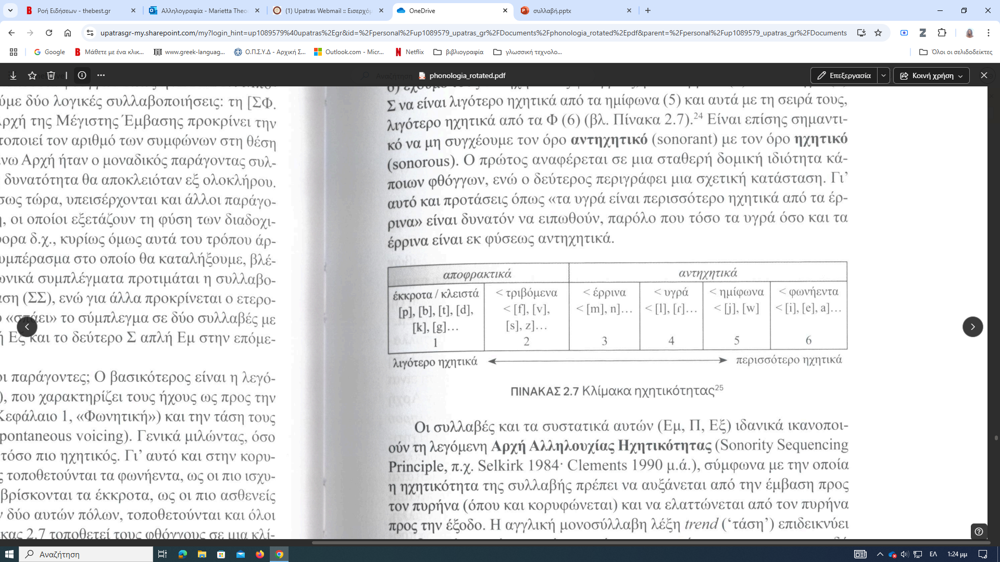 Ροή Ειδήσεων - thebest.gr
Αλληλογραφία - Marietta Theo
(1) Upatras Webmail :: Εισερχόμ
OneDrive
συλλαβή.pptx
upatrasgr-my.sharepoint.com/my?login_hint=up1089579%40upatras%2Egr&id=%2Fpersonal%2Fup1089579_upatras_gr%2FDocuments%2Fphonologia_rotated%2Epdf&parent=%2Fpersonal%2Fup1089579_upatras_gr%2FDocuments
Google
Μάθετε με ένα κλικ...
www.greek-languag...
Ο.Π.ΣΥ.Δ - Αρχική Σ...
Outlook.com - Micr...
Netflix
βιβλιογραφία
γλωσσική τεχνολο...
Όλοι οι σελιδοδείκτες
Αναζήτηση
phonologia_rotated.pdf
Επεξεργασία
Κοινή χρήση
ύμε δύο λογικές συλλαβοποιήσεις: τη [ΣΦ.
Αρχή της Μέγιστης Έμβασης προκρίνει την
τοποιεί τον αριθμό των συμφώνων στη θέση
νω Αρχή ήταν ο μοναδικός παράγοντας συλ-
δυνατότητα θα αποκλειόταν εξ ολοκλήρου.
σως τώρα, υπεισέρχονται και άλλοι παράγο-
, οι οποίοι εξετάζουν τη φύση των διαδοχι-
φορα δ.χ., κυρίως όμως αυτά του τρόπου άρ-
υμπέρασμα στο οποίο θα καταλήξουμε, βλέ-
ωνικά συμπλέγματα προτιμάται η συλλαβο-
αση (ΣΣ), ενώ για άλλα προκρίνεται ο ετερο-
«σπάει» το σύμπλεγμα σε δύο συλλαβές με
ή Εξ και το δεύτερο Σ απλή Εμ στην επόμε-
οι παράγοντες; Ο βασικότερος είναι η λεγό-
), που χαρακτηρίζει τους ήχους ως προς την
Κεφάλαιο 1, «Φωνητική») και την τάση τους
pontaneous voicing). Γενικά μιλώντας, όσο
τόσο πιο ηχητικός. Γι’ αυτό και στην κορυ-
ς τοποθετούνται τα φωνήεντα, ως οι πιο ισχυ-
βρίσκονται τα έκκροτα, ως οι πιο ασθενείς
ν δύο αυτών πόλων, τοποθετούνται και όλοι
κας 2.7 τοποθετεί τους φθόγγους σε μια κλί-
Σ να είναι λιγότερο ηχητικά από τα ημίφωνα (5) και αυτά με τη σειρά τους,
λιγότερο ηχητικά από τα Φ (6) (βλ. Πίνακα 2.7).24 Είναι επίσης σημαντι-
κό να μη συγχέουμε τον όρο αντηχητικό (sonorant) με τον όρο ηχητικό
(sonorous). Ο πρώτος αναφέρεται σε μια σταθερή δομική ιδιότητα κά-
ποιων φθόγγων, ενώ ο δεύτερος περιγράφει μια σχετική κατάσταση. Γι’
αυτό και προτάσεις όπως «τα υγρά είναι περισσότερο ηχητικά από τα έρ-
ρινα» είναι δυνατόν να ειπωθούν, παρόλο που τόσο τα υγρά όσο και τα
έρρινα είναι εκ φύσεως αντηχητικά.
αποφρακτικά αντηχητικά
έκκροτα / κλειστά < τριβόμενα < έρρινα < υγρά < ημίφωνα < φωνήεντα
[p], [b], [t], [d], < [f], [v], < [m], n]… < [l], [ɾ]… < [j], [w] < [i], [e], a]…
[k], [g]… [s], z]…
1 2 3 4 5 6
λιγότερο ηχητικά περισσότερο ηχητικά
ΠΙΝΑΚΑΣ 2.7 Κλίμακα ηχητικότητας25
Οι συλλαβές και τα συστατικά αυτών (Εμ, Π, Εξ) ιδανικά ικανοποι-
ούν τη λεγόμενη Αρχή Αλληλουχίας Ηχητικότητας (Sonority Sequencing
Principle, π.χ. Selkirk 1984· Clements 1990 μ.ά.), σύμφωνα με την οποία
η ηχητικότητα της συλλαβής πρέπει να αυξάνεται από την έμβαση προς
τον πυρήνα (όπου και κορυφώνεται) και να ελαττώνεται από τον πυρήνα
προς την έξοδο. Η αγγλική μονοσύλλαβη λέξη trend (‘τάση’) επιδεικνύει
Αναζήτηση
ΕΛ
1:24 μμ